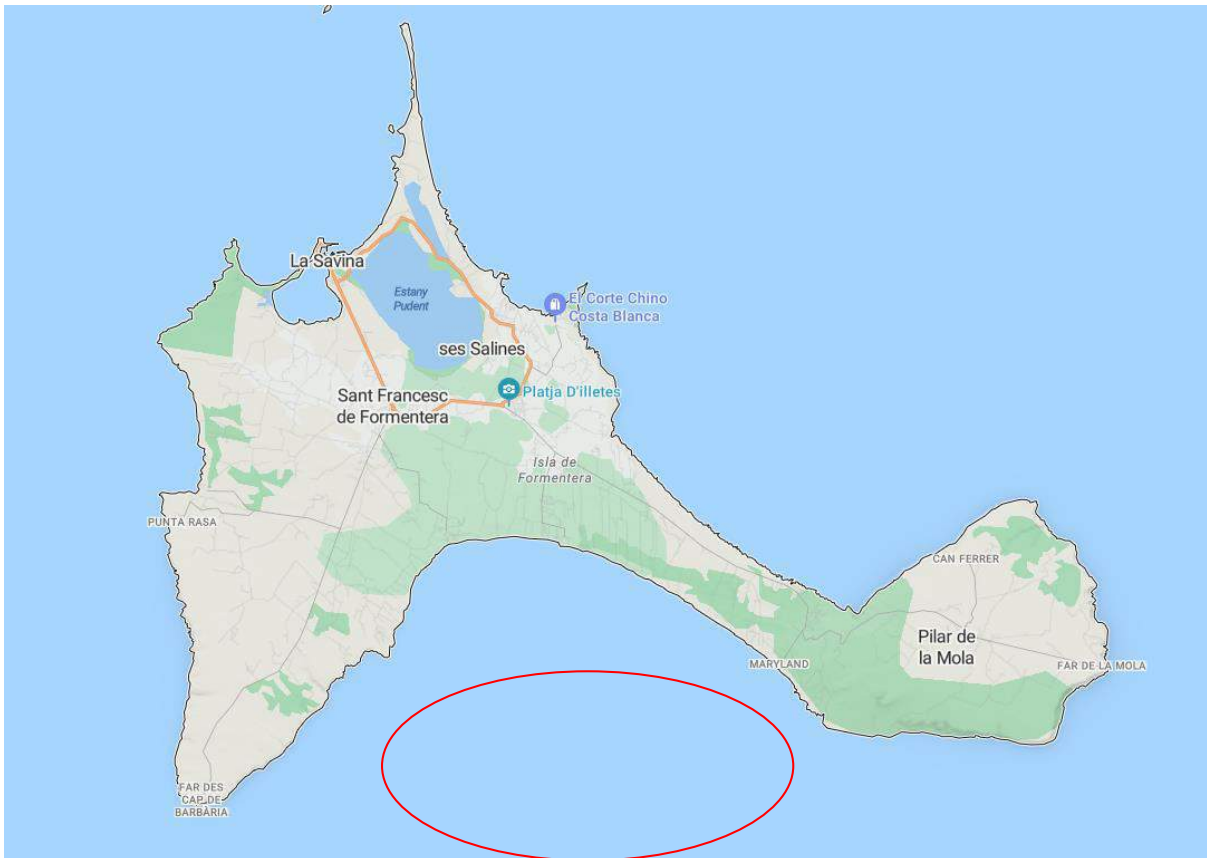 La Savina
Estany
Pudent
El Corte Chino
Costa Blanca
ses Salines
Platja D'illetes
Sant Francesc
de Formentera
Isla de
Formentera
PUNTA RASA
CAN FERRER
Pilar de
la Mola
MARYLAND
FAR DE LA MOLA
FAR DES
CAP DE
BARBÀRIA